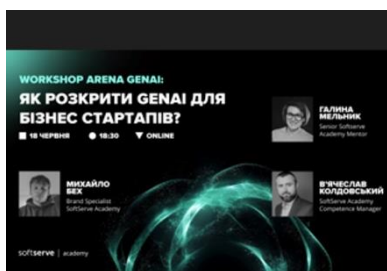 WORKSHOP ARENA GENAI:
ЯК РОЗКРИТИ GENAI ДЛЯ
БІЗНЕС СТАРТАПІВ?
18 ЧЕРВНЯ 18:30 ONLINE
ГАЛИНА
МЕЛЬНИК
Senior Softserve
Academy Mentor
МИХАЙЛО
БЕХ
Brand Specialist
SoftServe Academy
В'ЯЧЕСЛАВ
КОЛДОВСЬКИЙ
SoftServe Academy
Competence Manager
softserve | academy